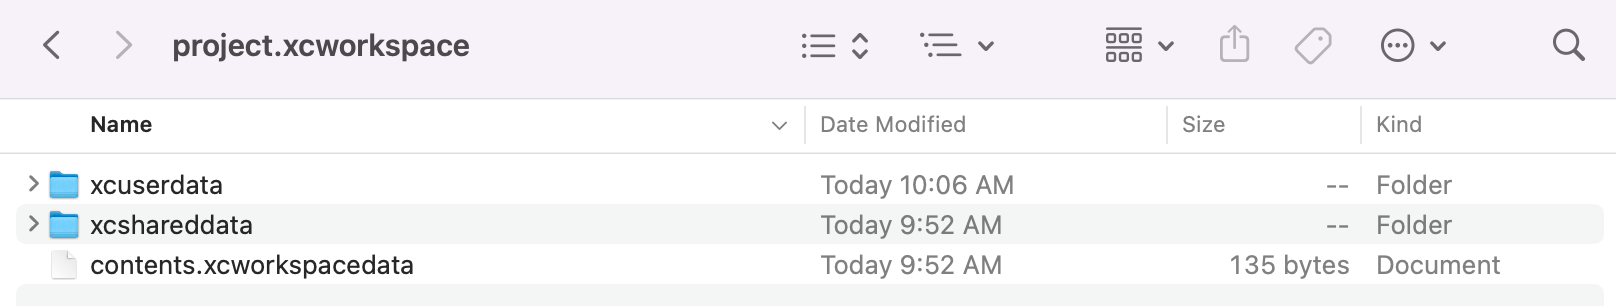 project.xcworkspace
Name Date Modified Size Kind
xcuserdata Today 10:06 AM -- Folder
xcshareddata Today 9:52 AM -- Folder
contents.xcworkspacedata Today 9:52 AM 135 bytes Document